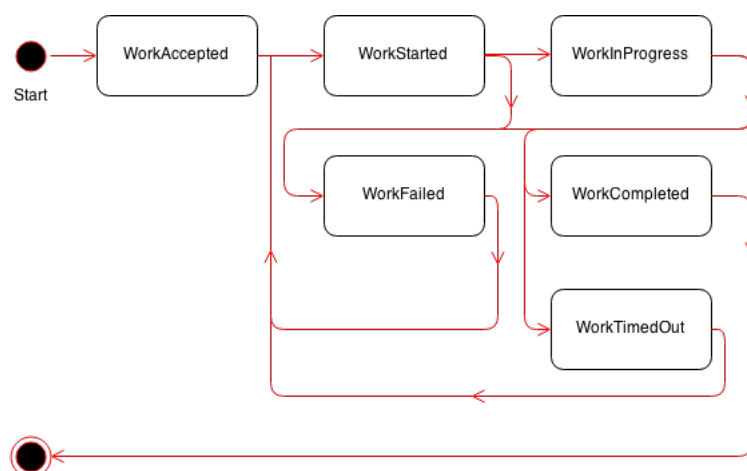 WorkAccepted
WorkStarted
WorkInProgress
Start
WorkFailed
WorkCompleted
WorkTimedOut